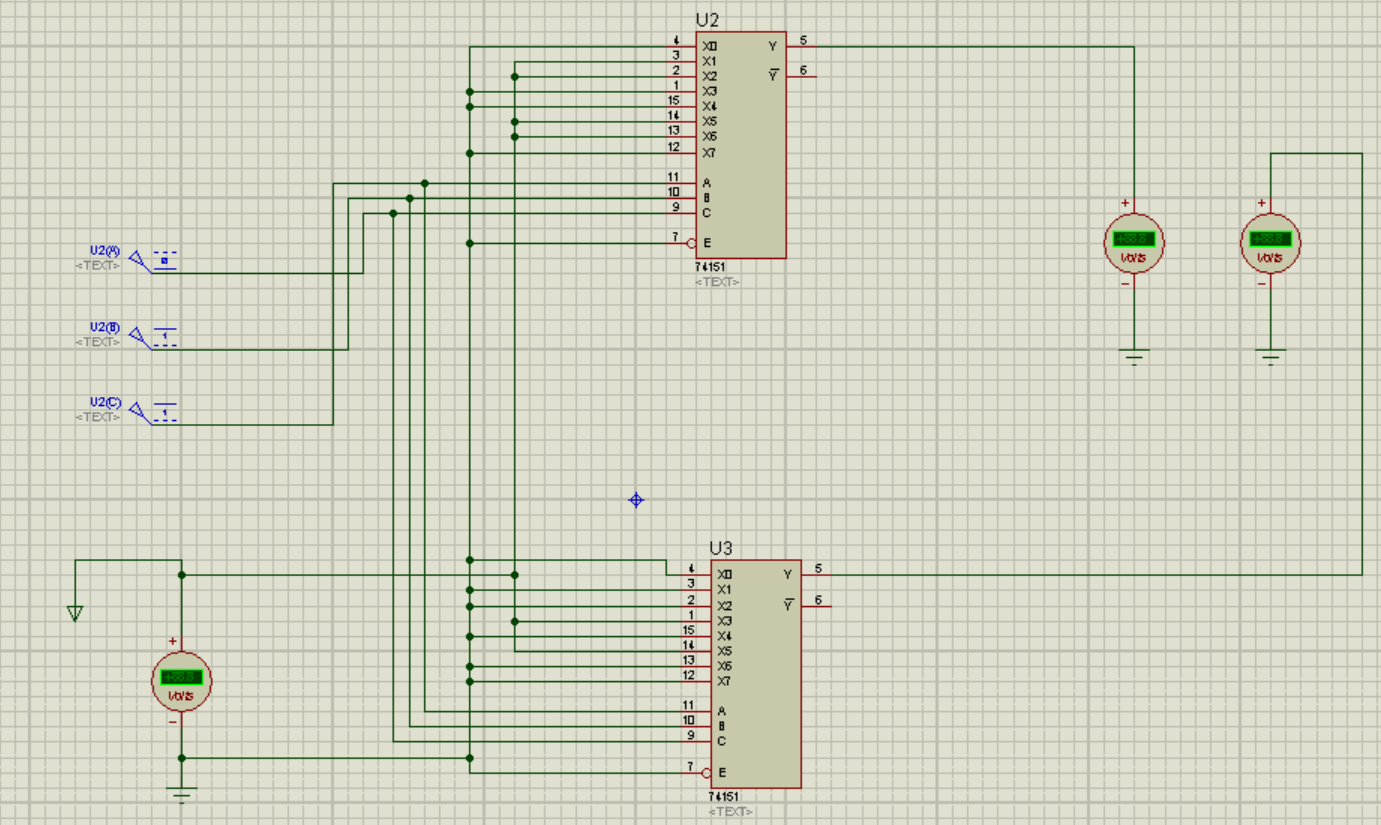 U2
4 X0 Y 5
3 X1
2 X2 Y 6
1 X3
15 X4
14 X5
13 X6
12 X7
11 A
10 B
9 C
7 E
74151
<TEXT>
U2(A)
<TEXT>
0
U2(B)
<TEXT>
1
U2(C)
<TEXT>
1
+
Volts
−
+
Volts
−
U3
4 X0 Y 5
3 X1
2 X2 Y 6
1 X3
15 X4
14 X5
13 X6
12 X7
11 A
10 B
9 C
7 E
74151
<TEXT>
+
Volts
−